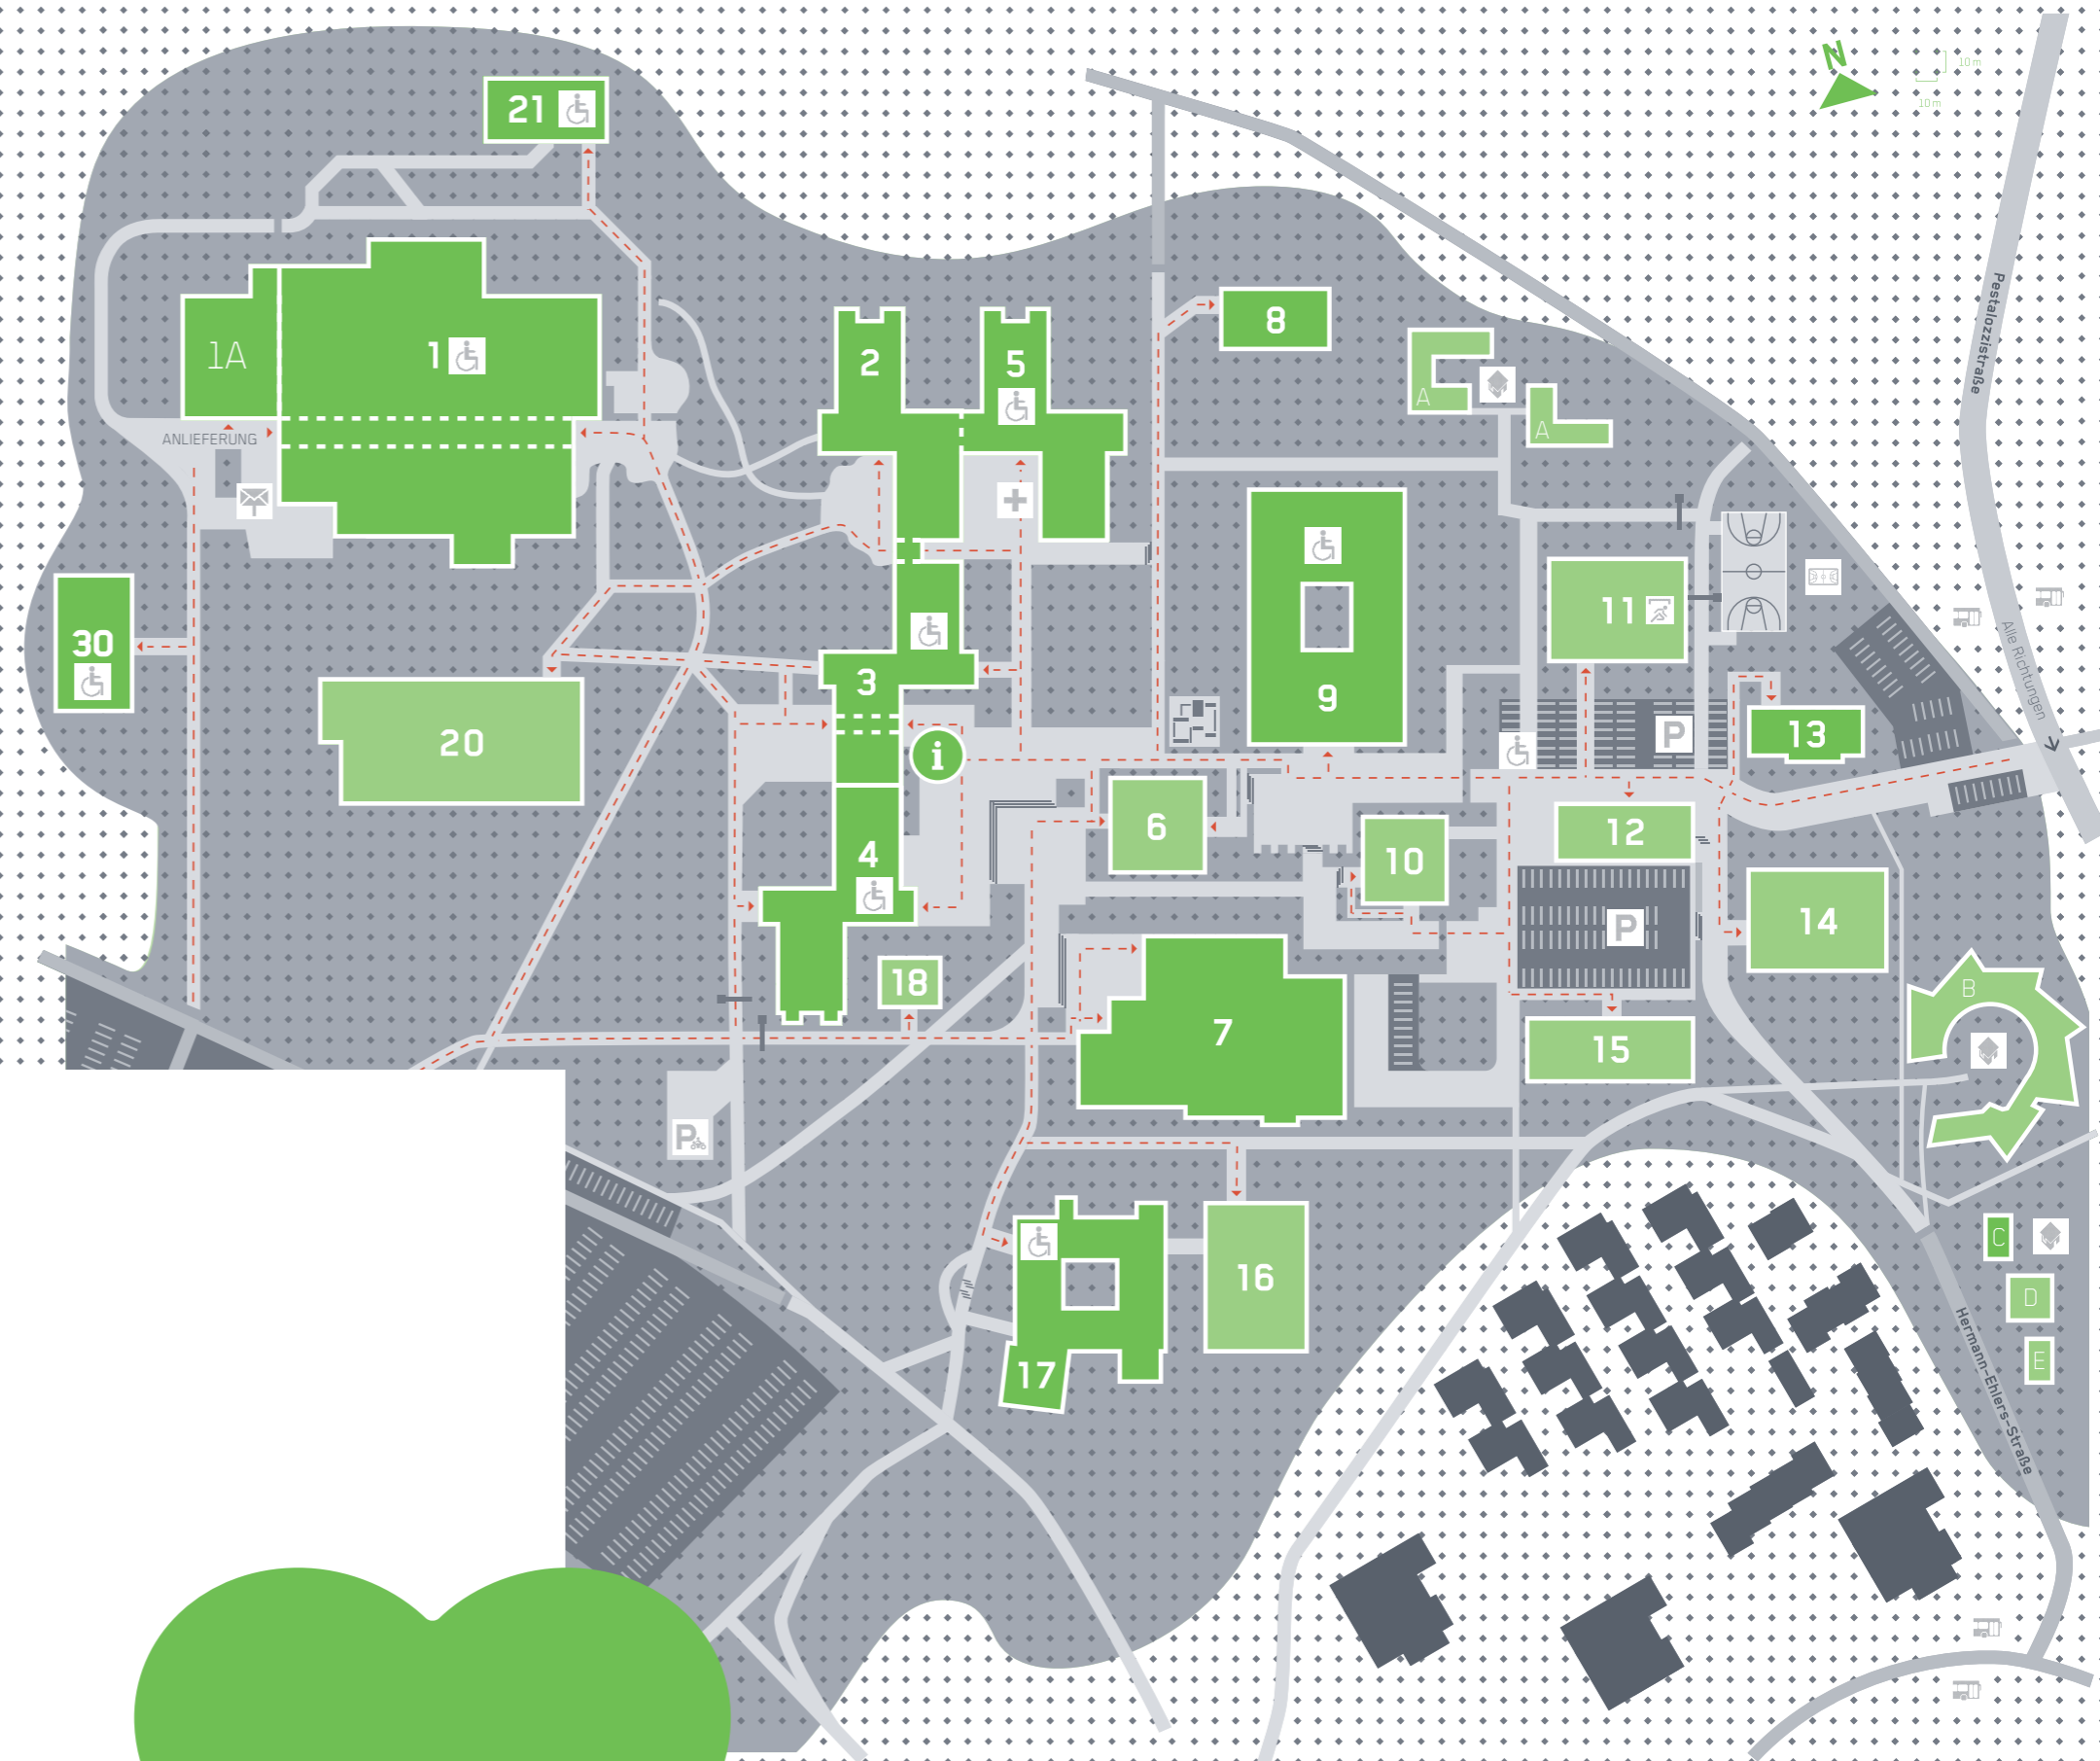 N
10 m
10 m
21
Pestalozzistraße
8
2
5
1A
1
A
A
ANLIEFERUNG
11
30
Alle Richtungen
3
9
20
P
13
i
6
12
4
10
14
P
18
B
7
15
P
C
16
D
17
E
Hermann-Ehlers-Straße